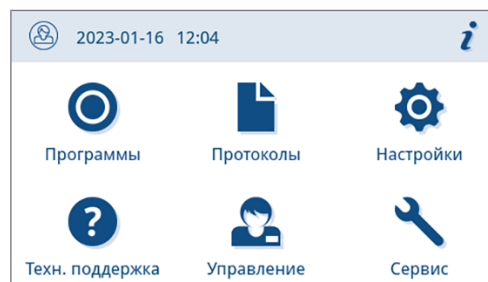 2023-01-16 12:04 i
Программы Протоколы Настройки
? Техн. поддержка Управление Сервис